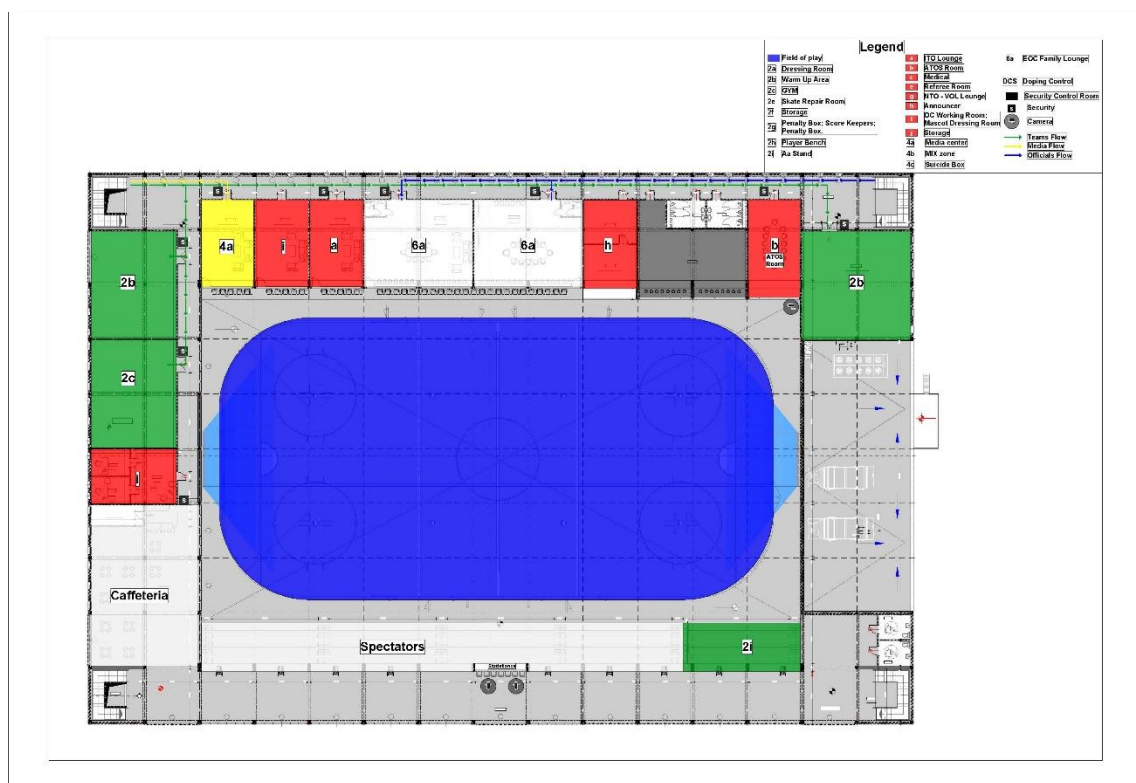 Legend
Field of play
2a Dressing Room
2b Warm Up Area
2c GYM
2e Skate Repair Room
2f Storage
2g Penalty Box; Score Keepers;
Penalty Box.
2h Player Bench
2i Aa Stand
a ITO Lounge
b ATOS Room
c Medical
e Referee Room
g NTO - VOL Lounge
h Announcer
i OC Working Room;
Mascot Dressing Room
j Storage
4a Media center
4b MIX zone
4c Suicide Box
6a EOC Family Lounge
DCS Doping Control
Security Control Room
S Security
Camera
Teams Flow
Media Flow
Officials Flow
S
S
S
S
S
S
4a
i
a
6a
6a
h
b
ATOS
Room
2b
S
2b
S
2c
S
Caffeteria
Spectators
2i